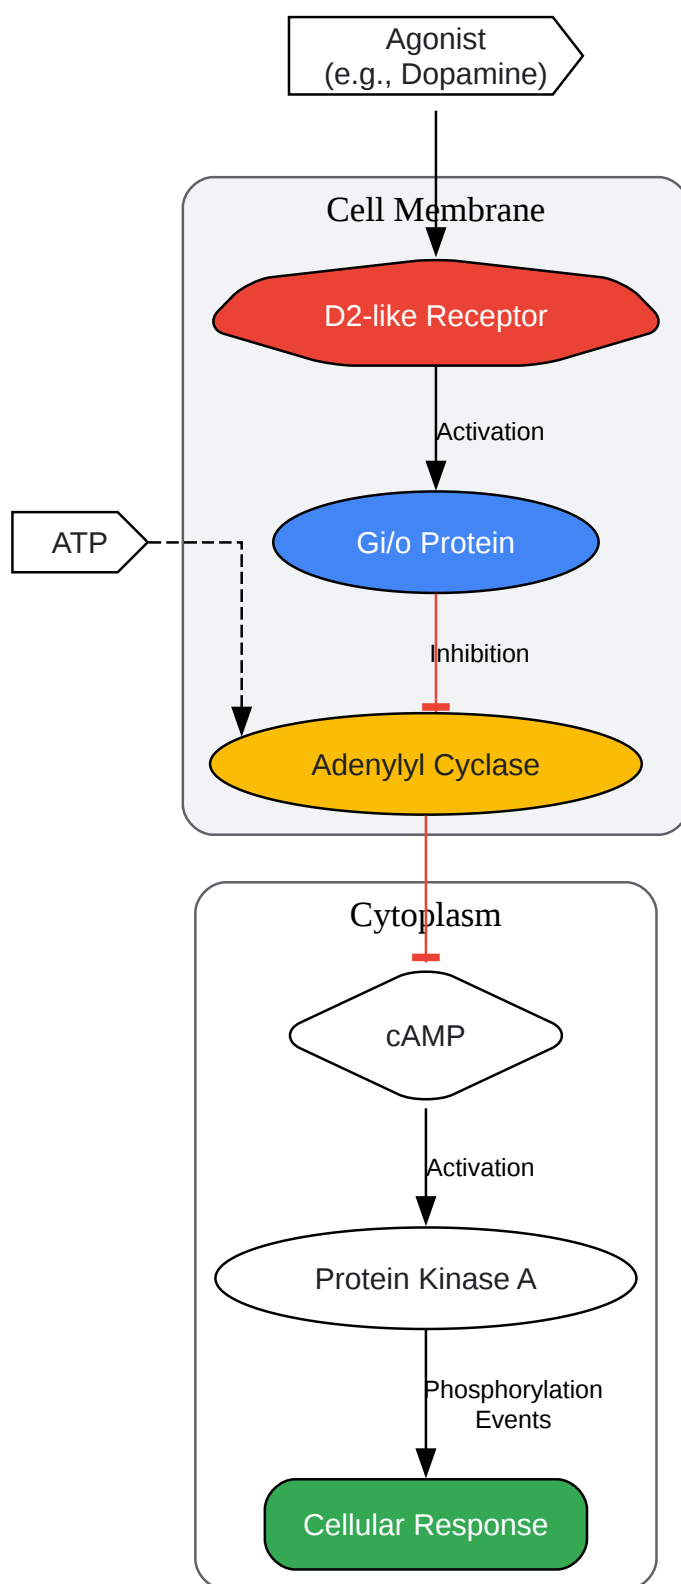 Agonist
(e.g., Dopamine)
Cell Membrane
D2-like Receptor
Activation
ATP
Gi/o Protein
Inhibition
Adenylyl Cyclase
Cytoplasm
cAMP
Activation
Protein Kinase A
Phosphorylation
Events
Cellular Response